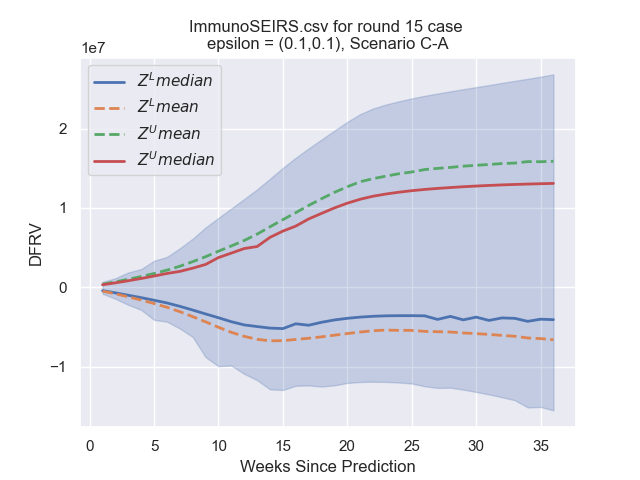 ImmunoSEIRS.csv for round 15 case
epsilon = (0.1,0.1), Scenario C-A
1e7
Z^L median
Z^L mean
Z^U mean
Z^U median
2
1
0
−1
DFRV
0 5 10 15 20 25 30 35
Weeks Since Prediction